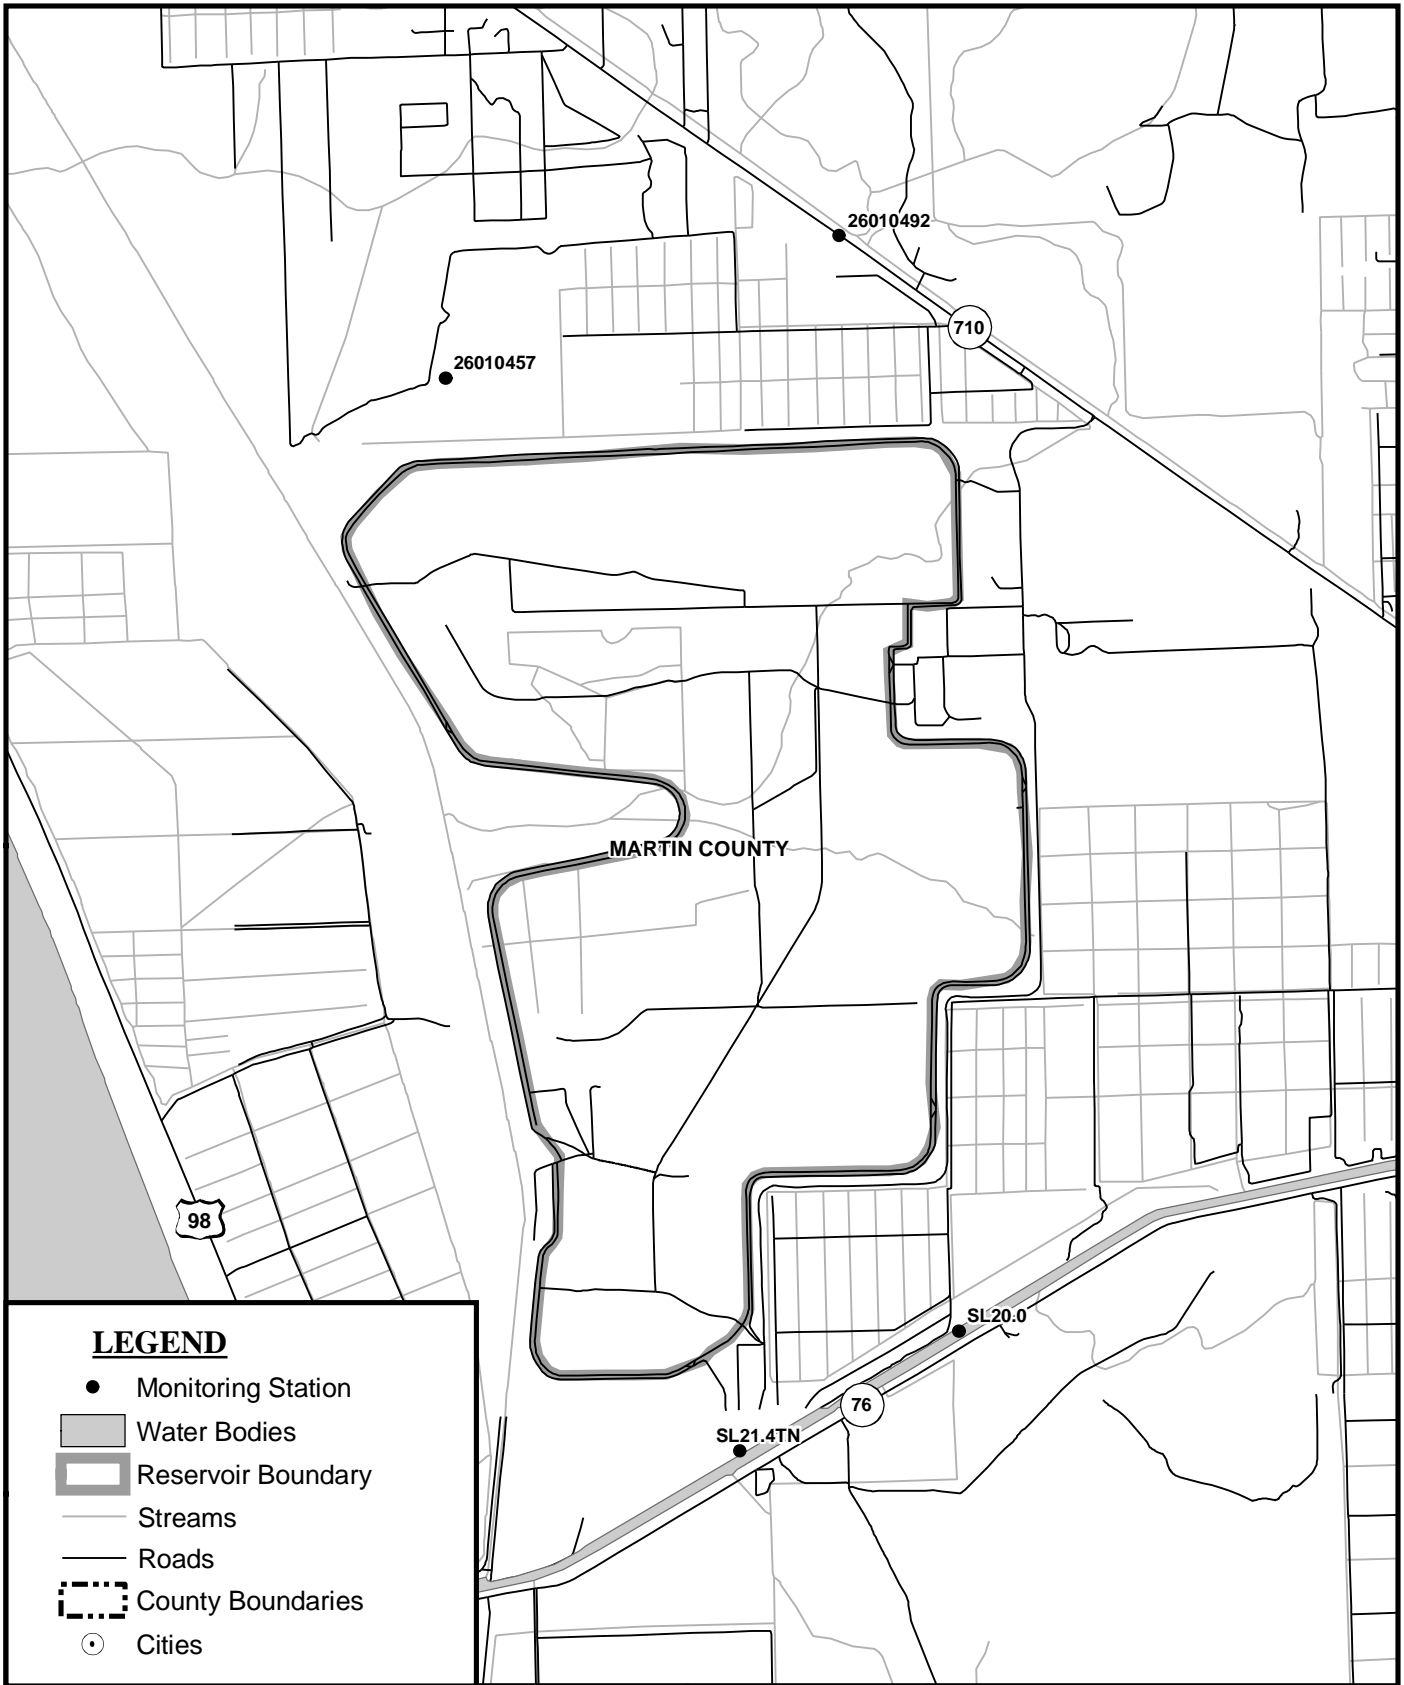 26010492
710
26010457
MARTIN COUNTY
98
SL20.0
76
SL21.4TN
LEGEND
Monitoring Station
Water Bodies
Reservoir Boundary
Streams
Roads
County Boundaries
Cities